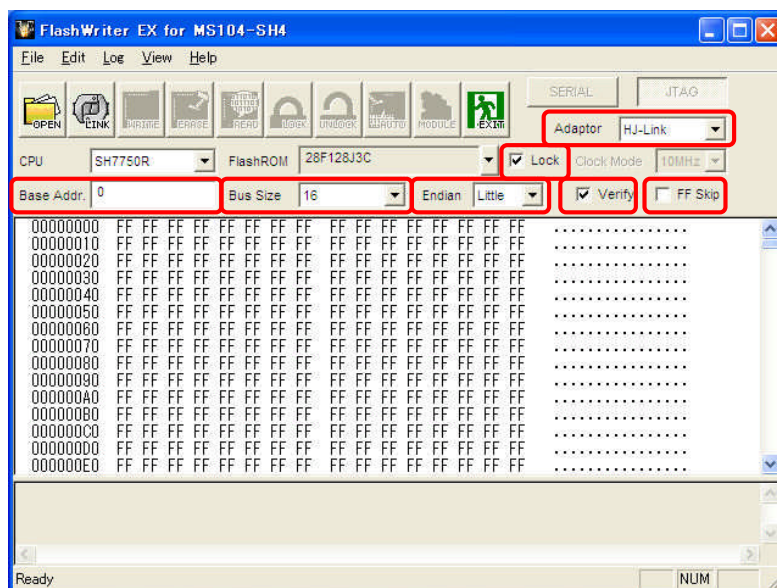 FlashWriter EX for MS104-SH4
File Edit Log View Help
OPEN LINK WRITE ERASE READ LOCK UNLOCK AUTO MODULE EXIT
SERIAL JTAG
Adaptor HJ-Link
CPU SH7750R FlashROM 28F128J3C Lock Clock Mode 10MHz
Base Addr. 0 Bus Size 16 Endian Little Verify FF Skip
00000000 FF FF FF FF FF FF FF FF FF FF FF FF FF FF FF FF ................
00000010 FF FF FF FF FF FF FF FF FF FF FF FF FF FF FF FF ................
00000020 FF FF FF FF FF FF FF FF FF FF FF FF FF FF FF FF ................
00000030 FF FF FF FF FF FF FF FF FF FF FF FF FF FF FF FF ................
00000040 FF FF FF FF FF FF FF FF FF FF FF FF FF FF FF FF ................
00000050 FF FF FF FF FF FF FF FF FF FF FF FF FF FF FF FF ................
00000060 FF FF FF FF FF FF FF FF FF FF FF FF FF FF FF FF ................
00000070 FF FF FF FF FF FF FF FF FF FF FF FF FF FF FF FF ................
00000080 FF FF FF FF FF FF FF FF FF FF FF FF FF FF FF FF ................
00000090 FF FF FF FF FF FF FF FF FF FF FF FF FF FF FF FF ................
000000A0 FF FF FF FF FF FF FF FF FF FF FF FF FF FF FF FF ................
000000B0 FF FF FF FF FF FF FF FF FF FF FF FF FF FF FF FF ................
000000C0 FF FF FF FF FF FF FF FF FF FF FF FF FF FF FF FF ................
000000D0 FF FF FF FF FF FF FF FF FF FF FF FF FF FF FF FF ................
000000E0 FF FF FF FF FF FF FF FF FF FF FF FF FF FF FF FF ................
Ready NUM